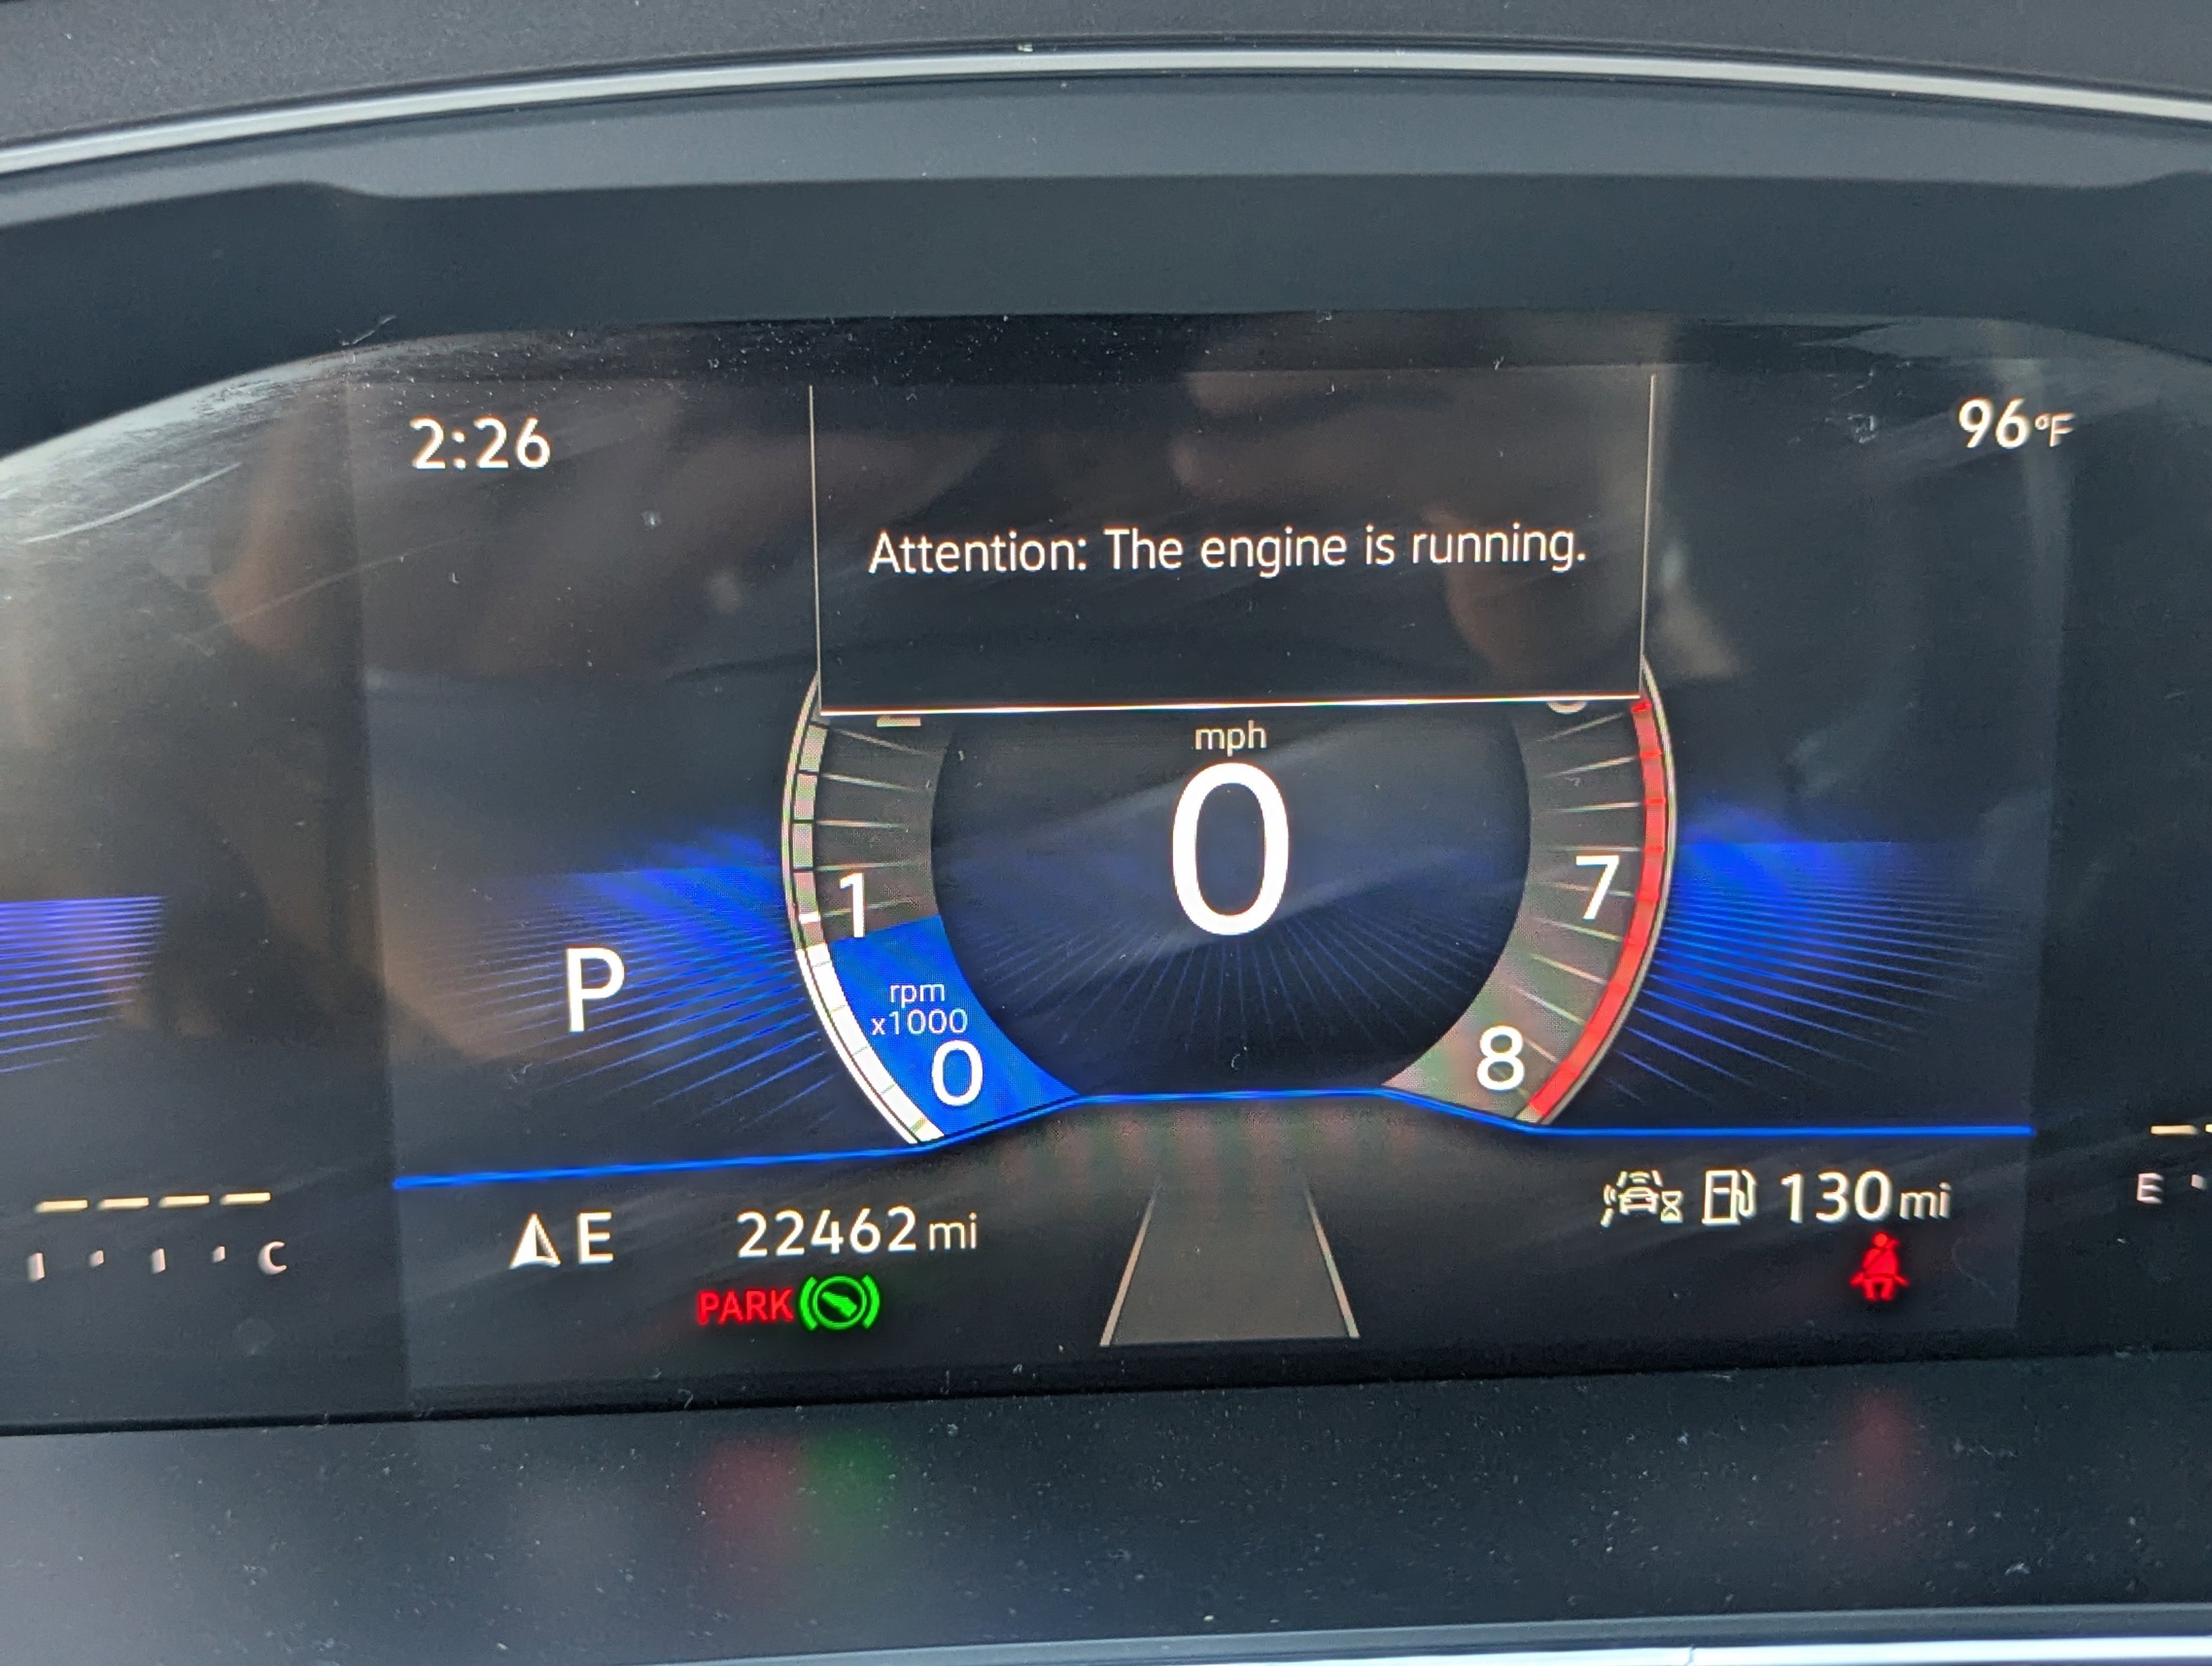 2:26
96°F
Attention: The engine is running.
mph
0
1
7
P
rpm
x1000
0
8
130 mi
E
22462 mi
E
C
PARK